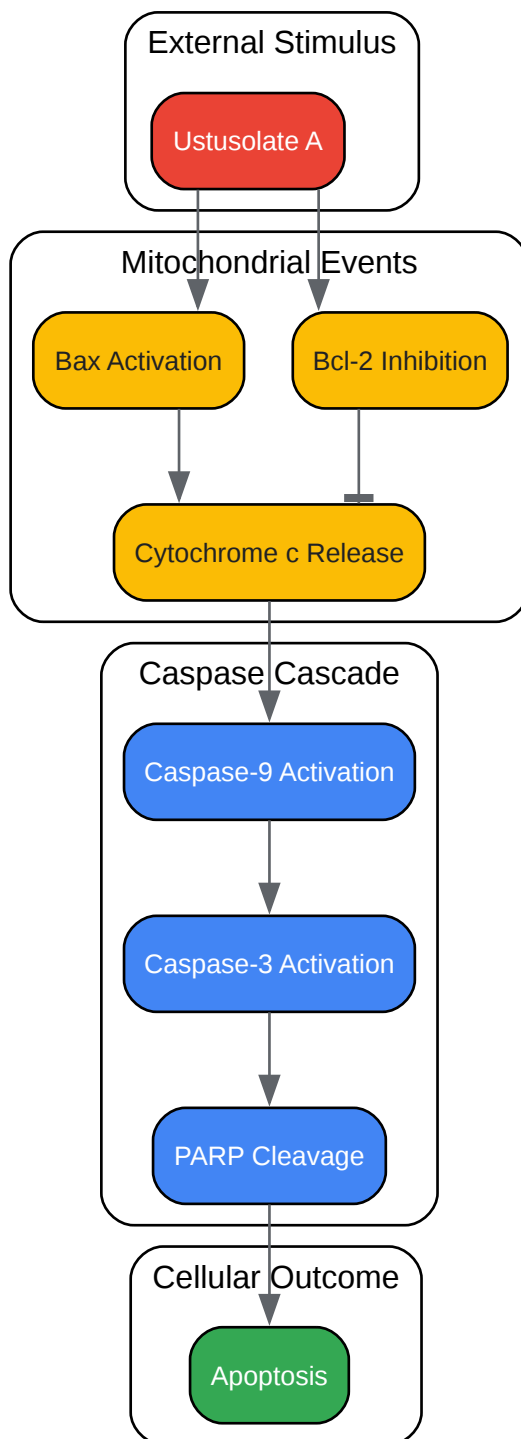 External Stimulus
Ustusolate A
Mitochondrial Events
Bax Activation
Bcl-2 Inhibition
Cytochrome c Release
Caspase Cascade
Caspase-9 Activation
Caspase-3 Activation
PARP Cleavage
Cellular Outcome
Apoptosis